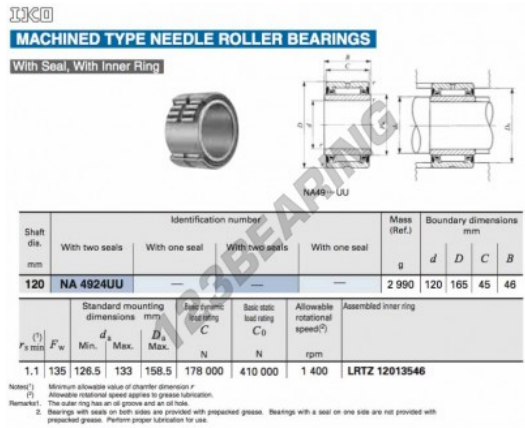 IKO
MACHINED TYPE NEEDLE ROLLER BEARINGS
With Seal, With Inner Ring
B
C
r
D
d
Fw
da
Da
NA49…UU
Shaft dia. mm
Identification number
With two seals
With one seal
With two seals
With one seal
Mass (Ref.) g
Boundary dimensions mm
d D C B
120 NA 4924UU — — — 2 990 120 165 45 46
rs min (1) Fw
Standard mounting dimensions mm
da Min. Max.
Da Max.
Basic dynamic load rating C N
Basic static load rating C0 N
Allowable rotational speed(2) rpm
Assembled inner ring
1.1 135 126.5 133 158.5 178 000 410 000 1 400 LRTZ 12013546
Notes(1) Minimum allowable value of chamfer dimension r
(2) Allowable rotational speed applies to grease lubrication.
Remarks1. The outer ring has an oil groove and an oil hole.
2. Bearings with seals on both sides are provided with prepacked grease. Bearings with a seal on one side are not provided with
prepacked grease. Perform proper lubrication for use.
123BEARING